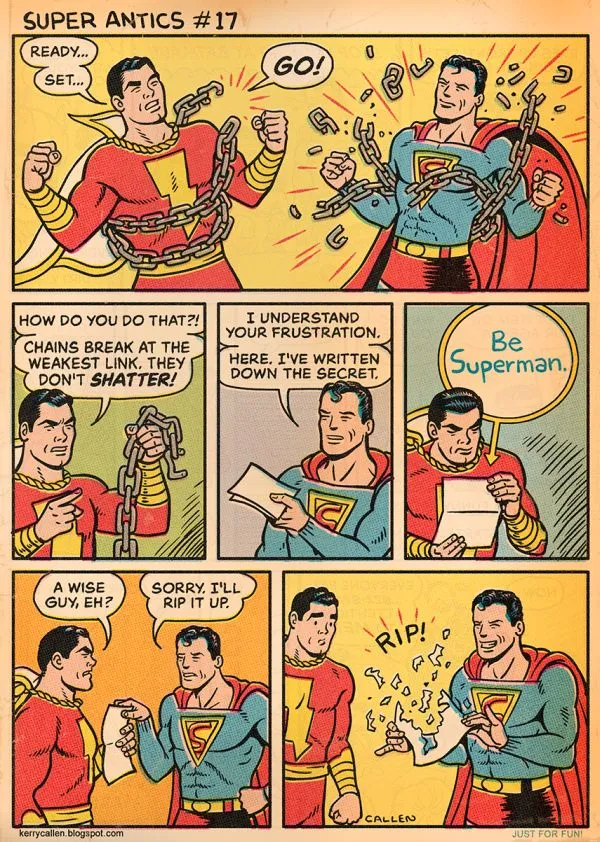 SUPER ANTICS #17
READY...
SET...
GO!
HOW DO YOU DO THAT?!
CHAINS BREAK AT THE
WEAKEST LINK. THEY
DON'T SHATTER!
I UNDERSTAND
YOUR FRUSTRATION.
HERE. I'VE WRITTEN
DOWN THE SECRET.
Be
Superman.
A WISE
GUY, EH?
SORRY. I'LL
RIP IT UP.
RIP!
CALLEN
kerrycallen.blogspot.com
JUST FOR FUN!